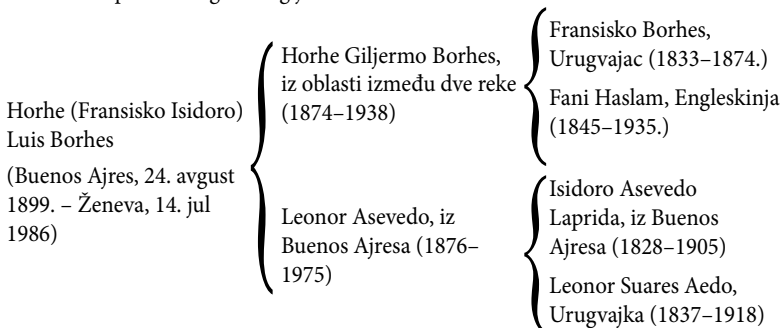 Horhe (Fransisko Isidoro)
Luis Borhes
(Buenos Ajres, 24. avgust
1899. – Ženeva, 14. jul
1986)
Horhe Giljermo Borhes,
iz oblasti između dve reke
(1874–1938)
Leonor Asevedo, iz
Buenos Ajresa (1876–
1975)
Fransisko Borhes,
Urugvajac (1833–1874.)
Fani Haslam, Engleskinja
(1845–1935.)
Isidoro Asevedo
Laprida, iz Buenos
Ajresa (1828–1905)
Leonor Suares Aedo,
Urugvajka (1837–1918)